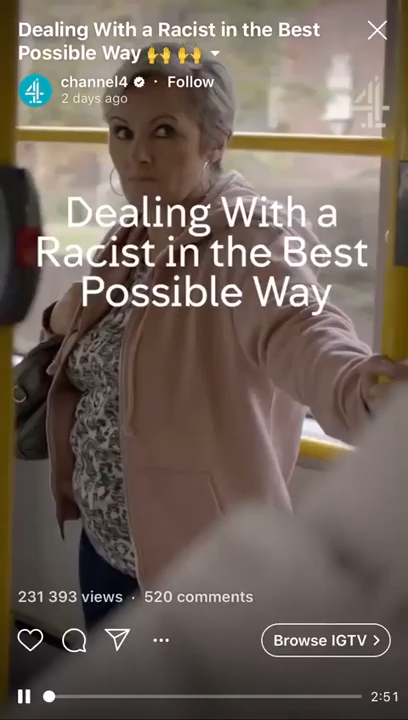 Dealing With a Racist in the Best
Possible Way 🙌 🙌
channel4 · Follow
2 days ago
4
Dealing With a
Racist in the Best
Possible Way
231 393 views · 520 comments
Browse IGTV >
2:51